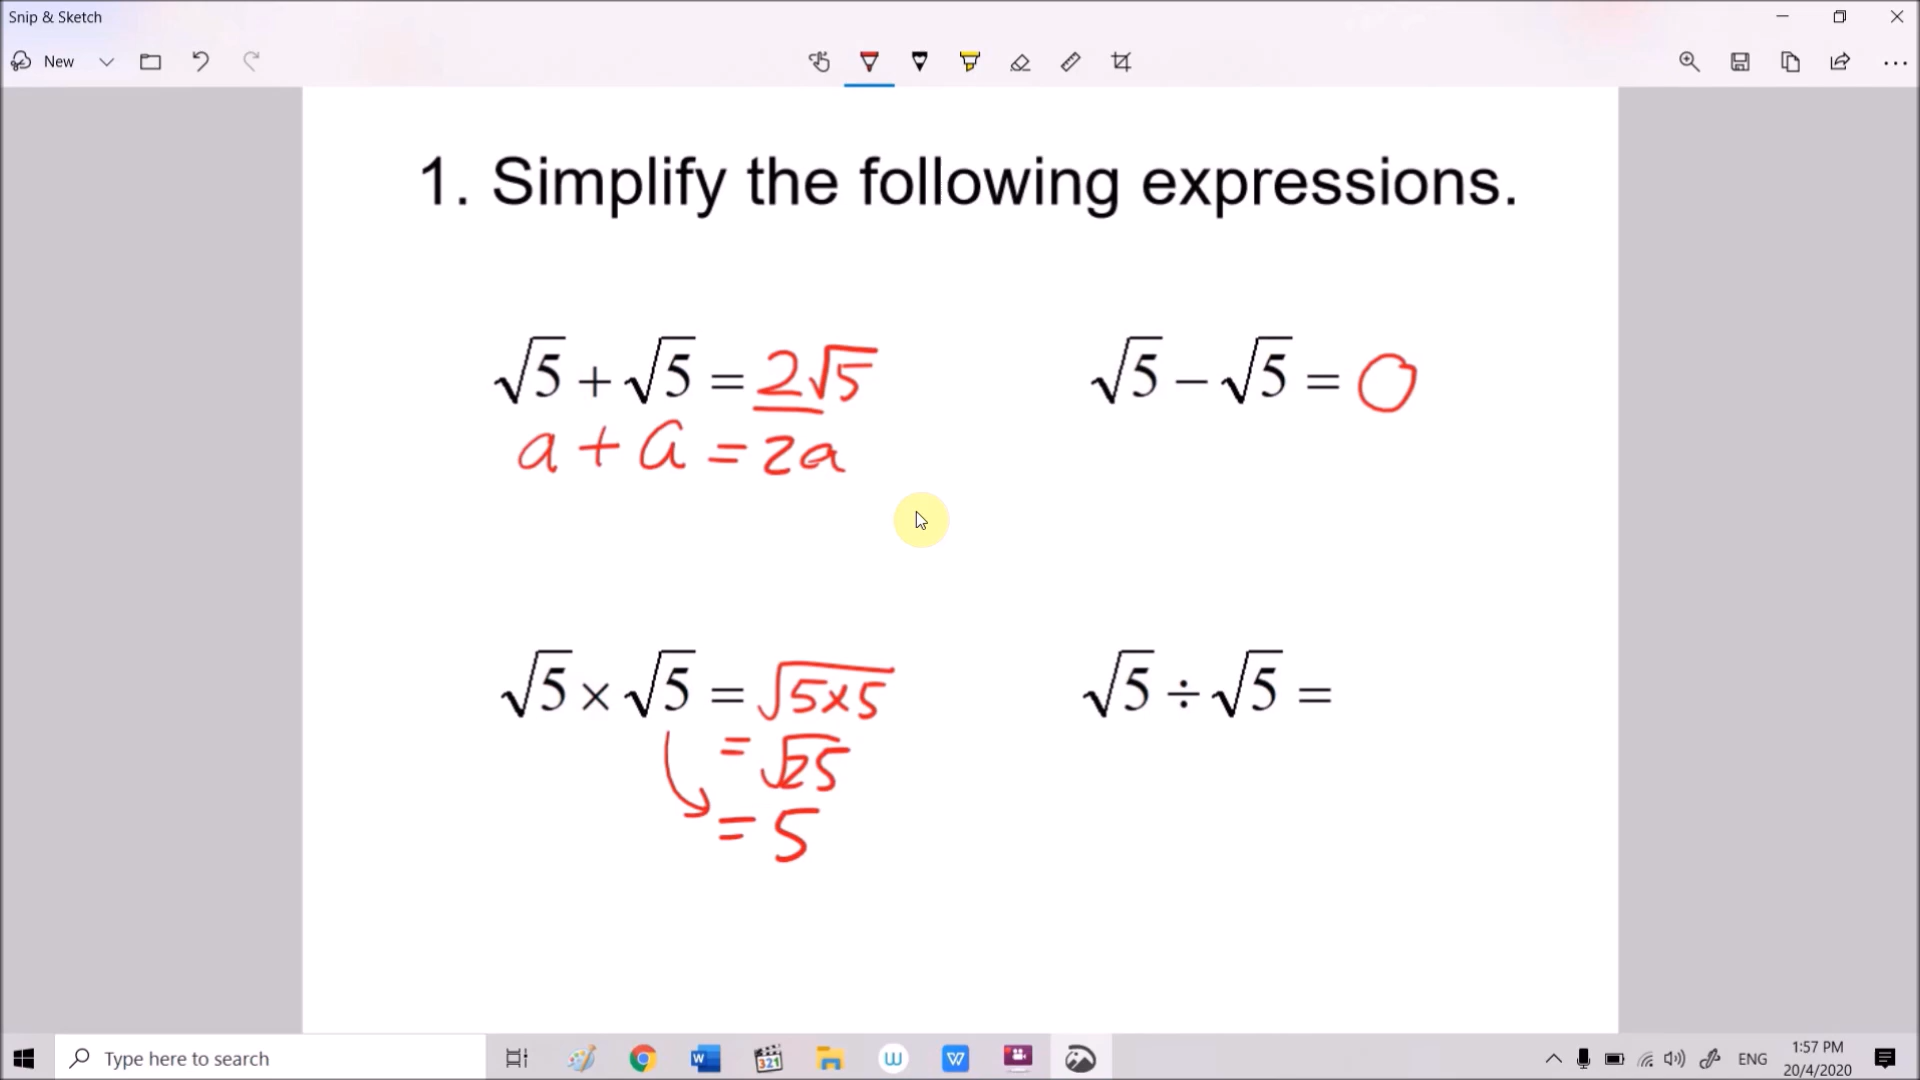 Snip & Sketch
New
1. Simplify the following expressions.
√5 + √5 = 2√5
a + a = 2a
√5 − √5 = 0
√5 × √5 = √5×5
= √25
= 5
√5 ÷ √5 =
Type here to search
321
W
W
W
ENG
1:57 PM
20/4/2020